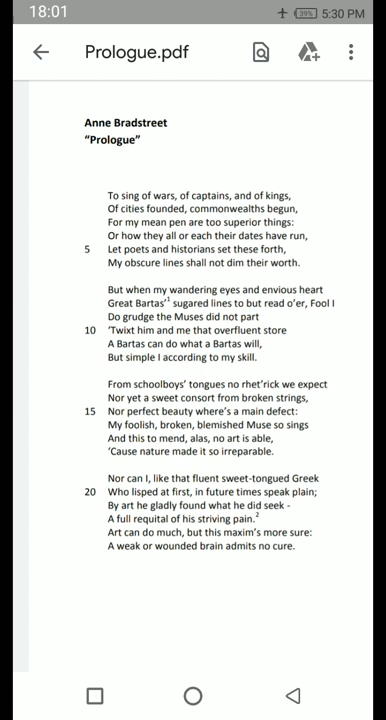 18:01
39%
5:30 PM
Prologue.pdf
Anne Bradstreet
“Prologue”
To sing of wars, of captains, and of kings,
Of cities founded, commonwealths begun,
For my mean pen are too superior things:
Or how they all or each their dates have run,
5 Let poets and historians set these forth,
My obscure lines shall not dim their worth.
But when my wandering eyes and envious heart
Great Bartas’1 sugared lines to but read o’er, Fool I
Do grudge the Muses did not part
10 ‘Twixt him and me that overfluent store
A Bartas can do what a Bartas will,
But simple I according to my skill.
From schoolboys’ tongues no rhet’rick we expect
Nor yet a sweet consort from broken strings,
15 Nor perfect beauty where’s a main defect:
My foolish, broken, blemished Muse so sings
And this to mend, alas, no art is able,
‘Cause nature made it so irreparable.
Nor can I, like that fluent sweet-tongued Greek
20 Who lisped at first, in future times speak plain;
By art he gladly found what he did seek -
A full requital of his striving pain.2
Art can do much, but this maxim’s more sure:
A weak or wounded brain admits no cure.